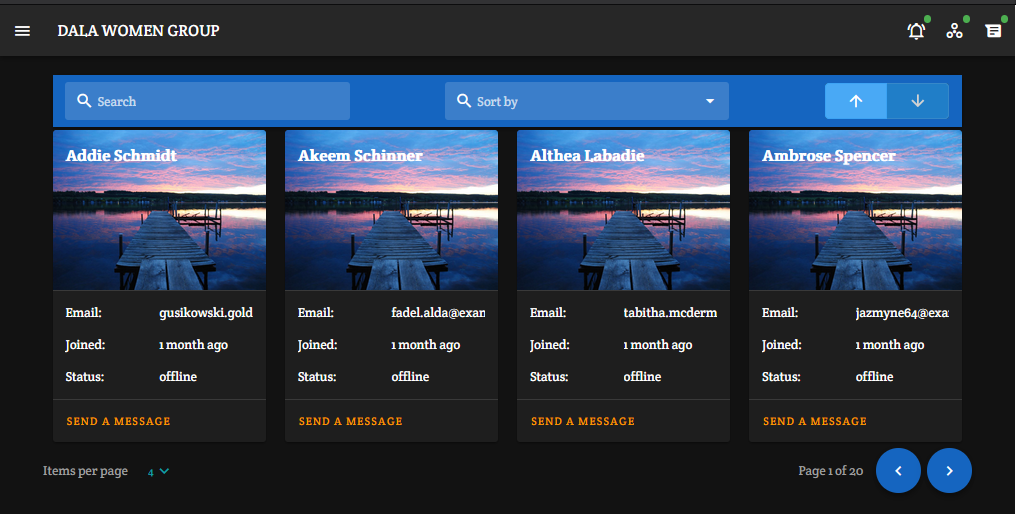 DALA WOMEN GROUP
Search
Sort by
Addie Schmidt
Akeem Schinner
Althea Labadie
Ambrose Spencer
Email: gusikowski.gold
Joined: 1 month ago
Status: offline
SEND A MESSAGE
Email: fadel.alda@exan
Joined: 1 month ago
Status: offline
SEND A MESSAGE
Email: tabitha.mcderm
Joined: 1 month ago
Status: offline
SEND A MESSAGE
Email: jazmyne64@exa
Joined: 1 month ago
Status: offline
SEND A MESSAGE
Items per page 4
Page 1 of 20